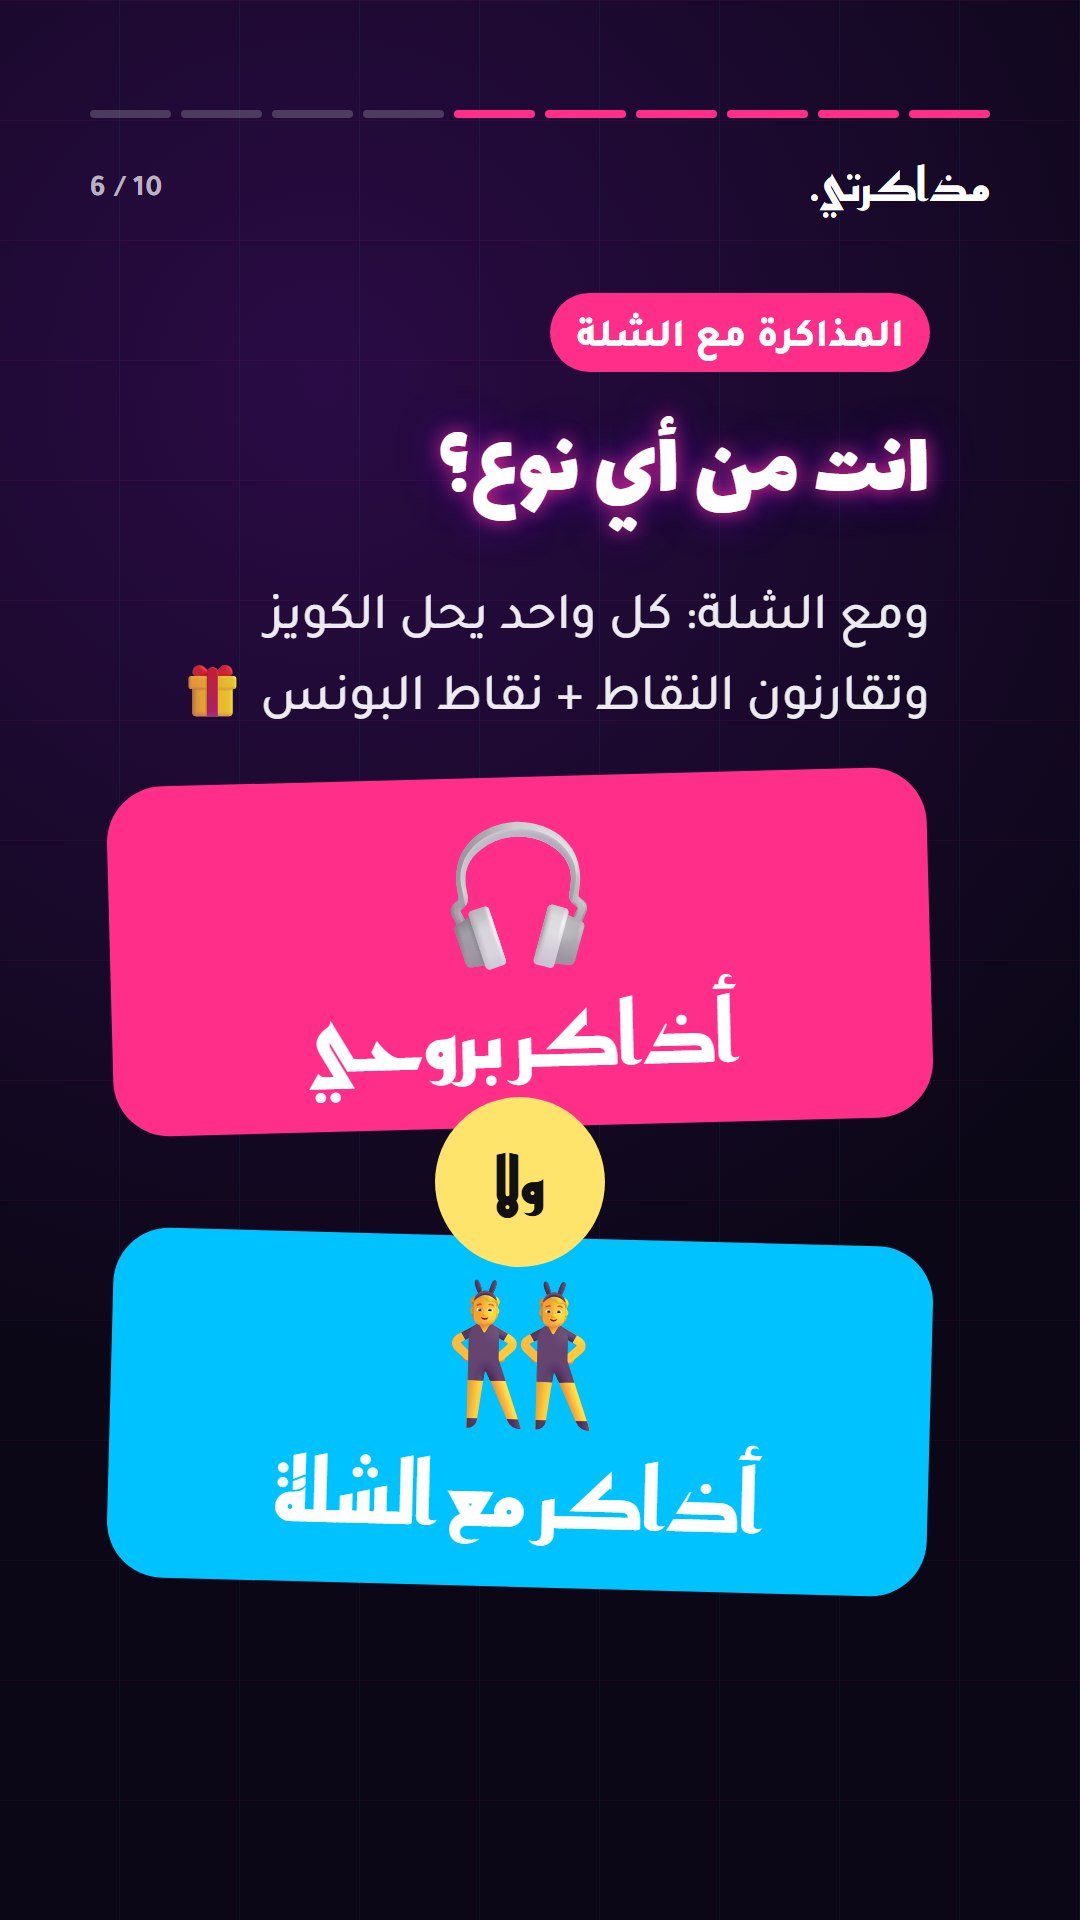 مذاكرتي.
6 / 10
المذاكرة مع الشلة
انت من أي نوع؟
ومع الشلة: كل واحد يحل الكويز
وتقارنون النقاط + نقاط البونس 🎁
أذاكر بروحي
ولا
أذاكر مع الشلة